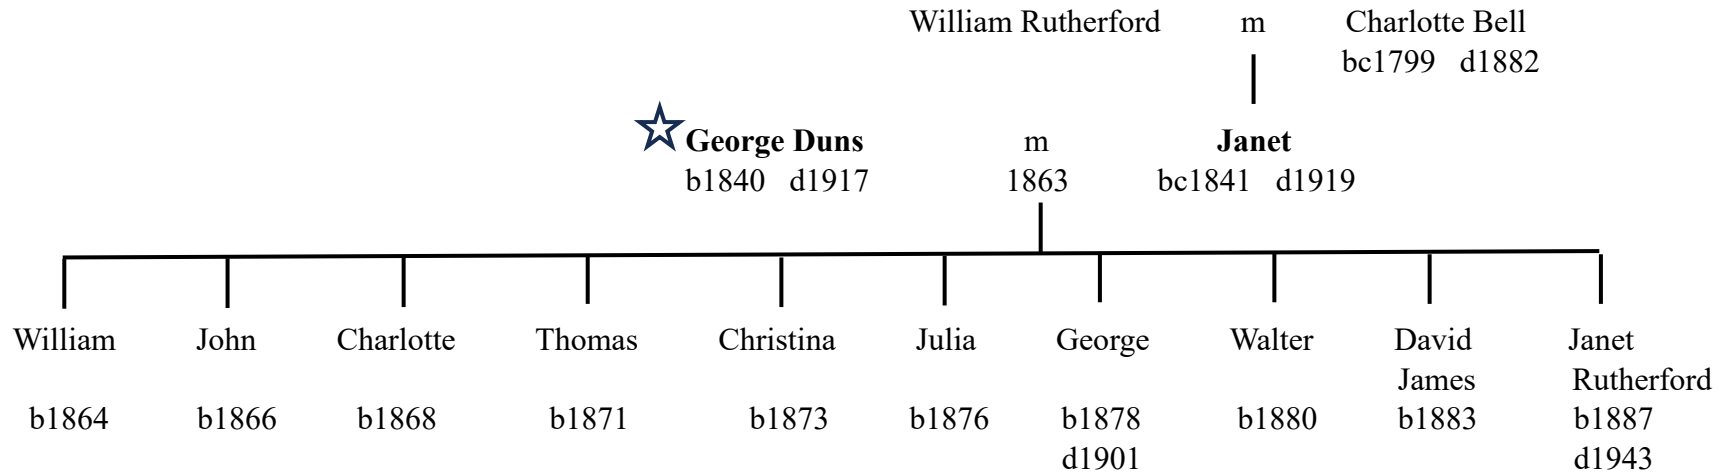 William Rutherford m Charlotte Bell
bc1799 d1882
George Duns m Janet
b1840 d1917 1863 bc1841 d1919
William John Charlotte Thomas Christina Julia George Walter David Janet
James Rutherford
b1864 b1866 b1868 b1871 b1873 b1876 b1878 b1880 b1883 b1887
d1901 d1943